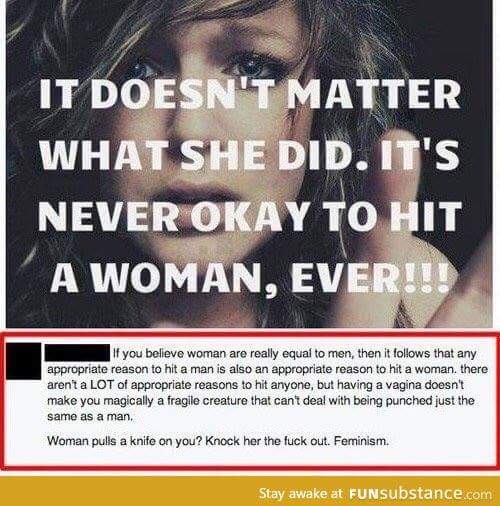 IT DOESN'T MATTER
WHAT SHE DID. IT'S
NEVER OKAY TO HIT
A WOMAN, EVER!!!
If you believe woman are really equal to men, then it follows that any
appropriate reason to hit a man is also an appropriate reason to hit a woman. there
aren't a LOT of appropriate reasons to hit anyone, but having a vagina doesn't
make you magically a fragile creature that can't deal with being punched just the
same as a man.
Woman pulls a knife on you? Knock her the fuck out. Feminism.
Stay awake at FUNsubstance.com